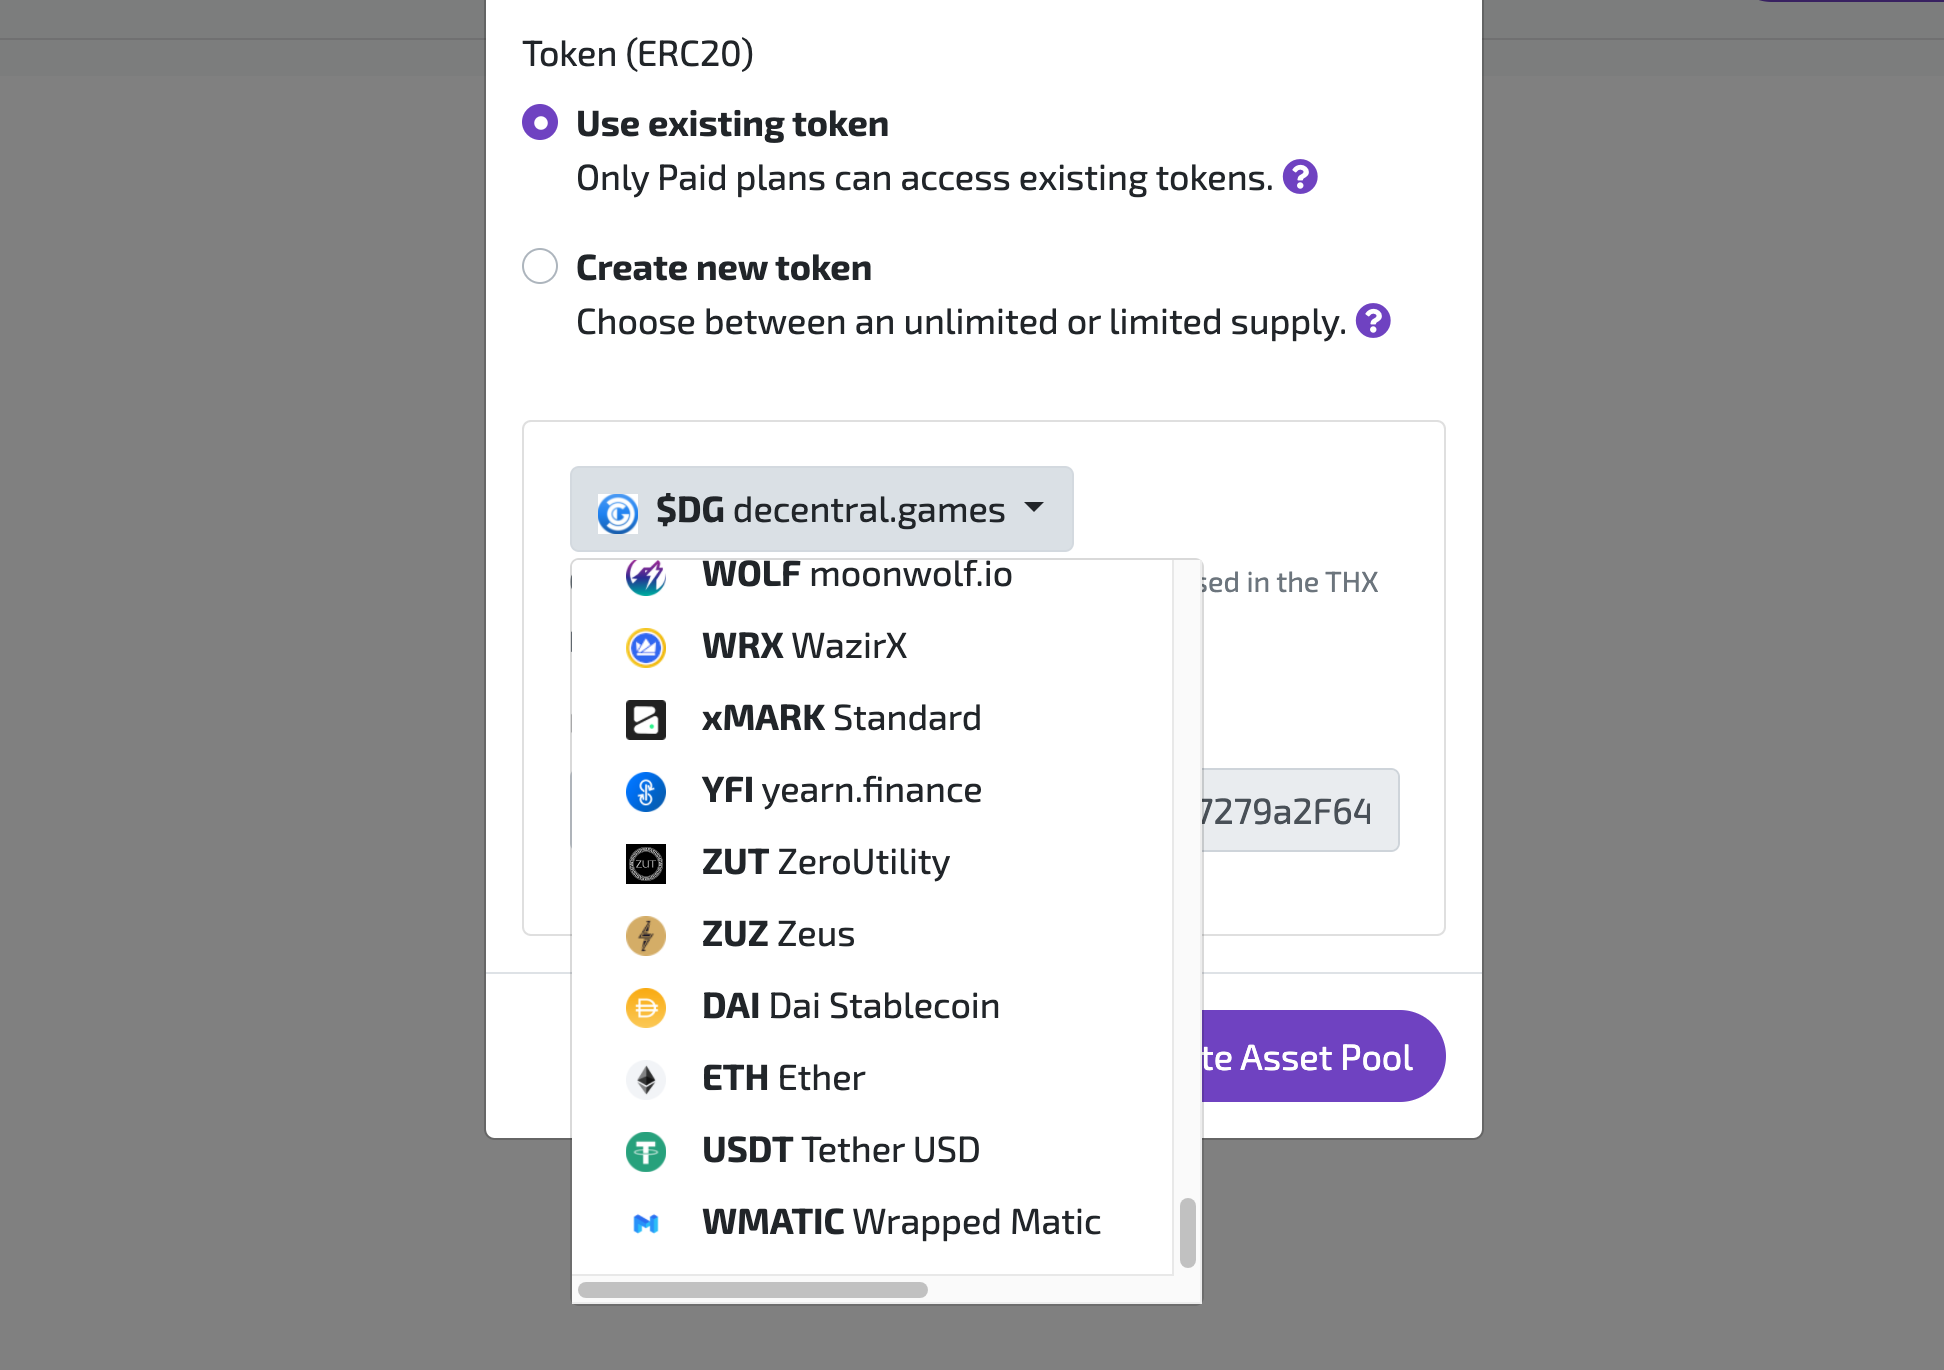 Token (ERC20)
Use existing token
Only Paid plans can access existing tokens. ?
Create new token
Choose between an unlimited or limited supply. ?
$DG decentral.games
WOLF moonwolf.io
sed in the THX
WRX WazirX
xMARK Standard
YFI yearn.finance
7279a2F64
ZUT ZeroUtility
ZUZ Zeus
DAI Dai Stablecoin
te Asset Pool
ETH Ether
USDT Tether USD
WMATIC Wrapped Matic